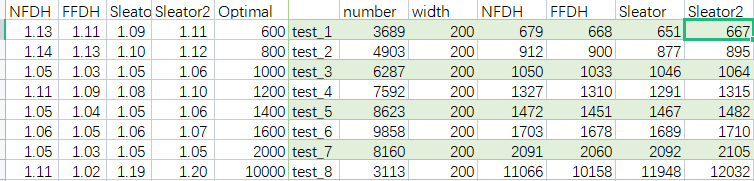 NFDH FFDH Sleato Sleator2 Optimal number width NFDH FFDH Sleator Sleator2
1.13 1.11 1.09 1.11 600 test_1 3689 200 679 668 651 667
1.14 1.13 1.10 1.12 800 test_2 4903 200 912 900 877 895
1.05 1.03 1.05 1.06 1000 test_3 6287 200 1050 1033 1046 1064
1.11 1.09 1.08 1.10 1200 test_4 7592 200 1327 1310 1291 1315
1.05 1.04 1.05 1.06 1400 test_5 8623 200 1472 1451 1467 1482
1.06 1.05 1.06 1.07 1600 test_6 9858 200 1703 1678 1689 1710
1.05 1.03 1.05 1.05 2000 test_7 8160 200 2091 2060 2092 2105
1.11 1.02 1.19 1.20 10000 test_8 3113 200 11066 10158 11948 12032